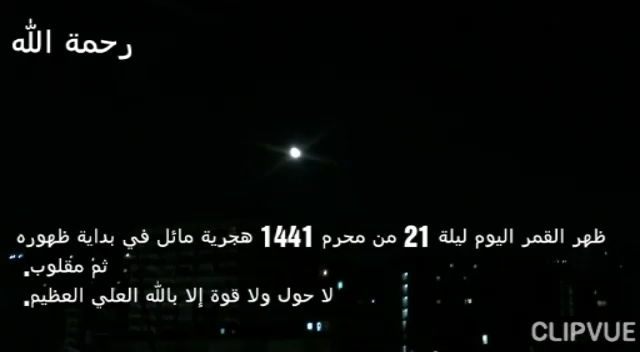 رحمة الله
ظهر القمر اليوم ليلة 21 من محرم 1441 هجرية مائل في بداية ظهوره
ثم مقلوب.
لا حول ولا قوة إلا بالله العلي العظيم.
CLIPVUE